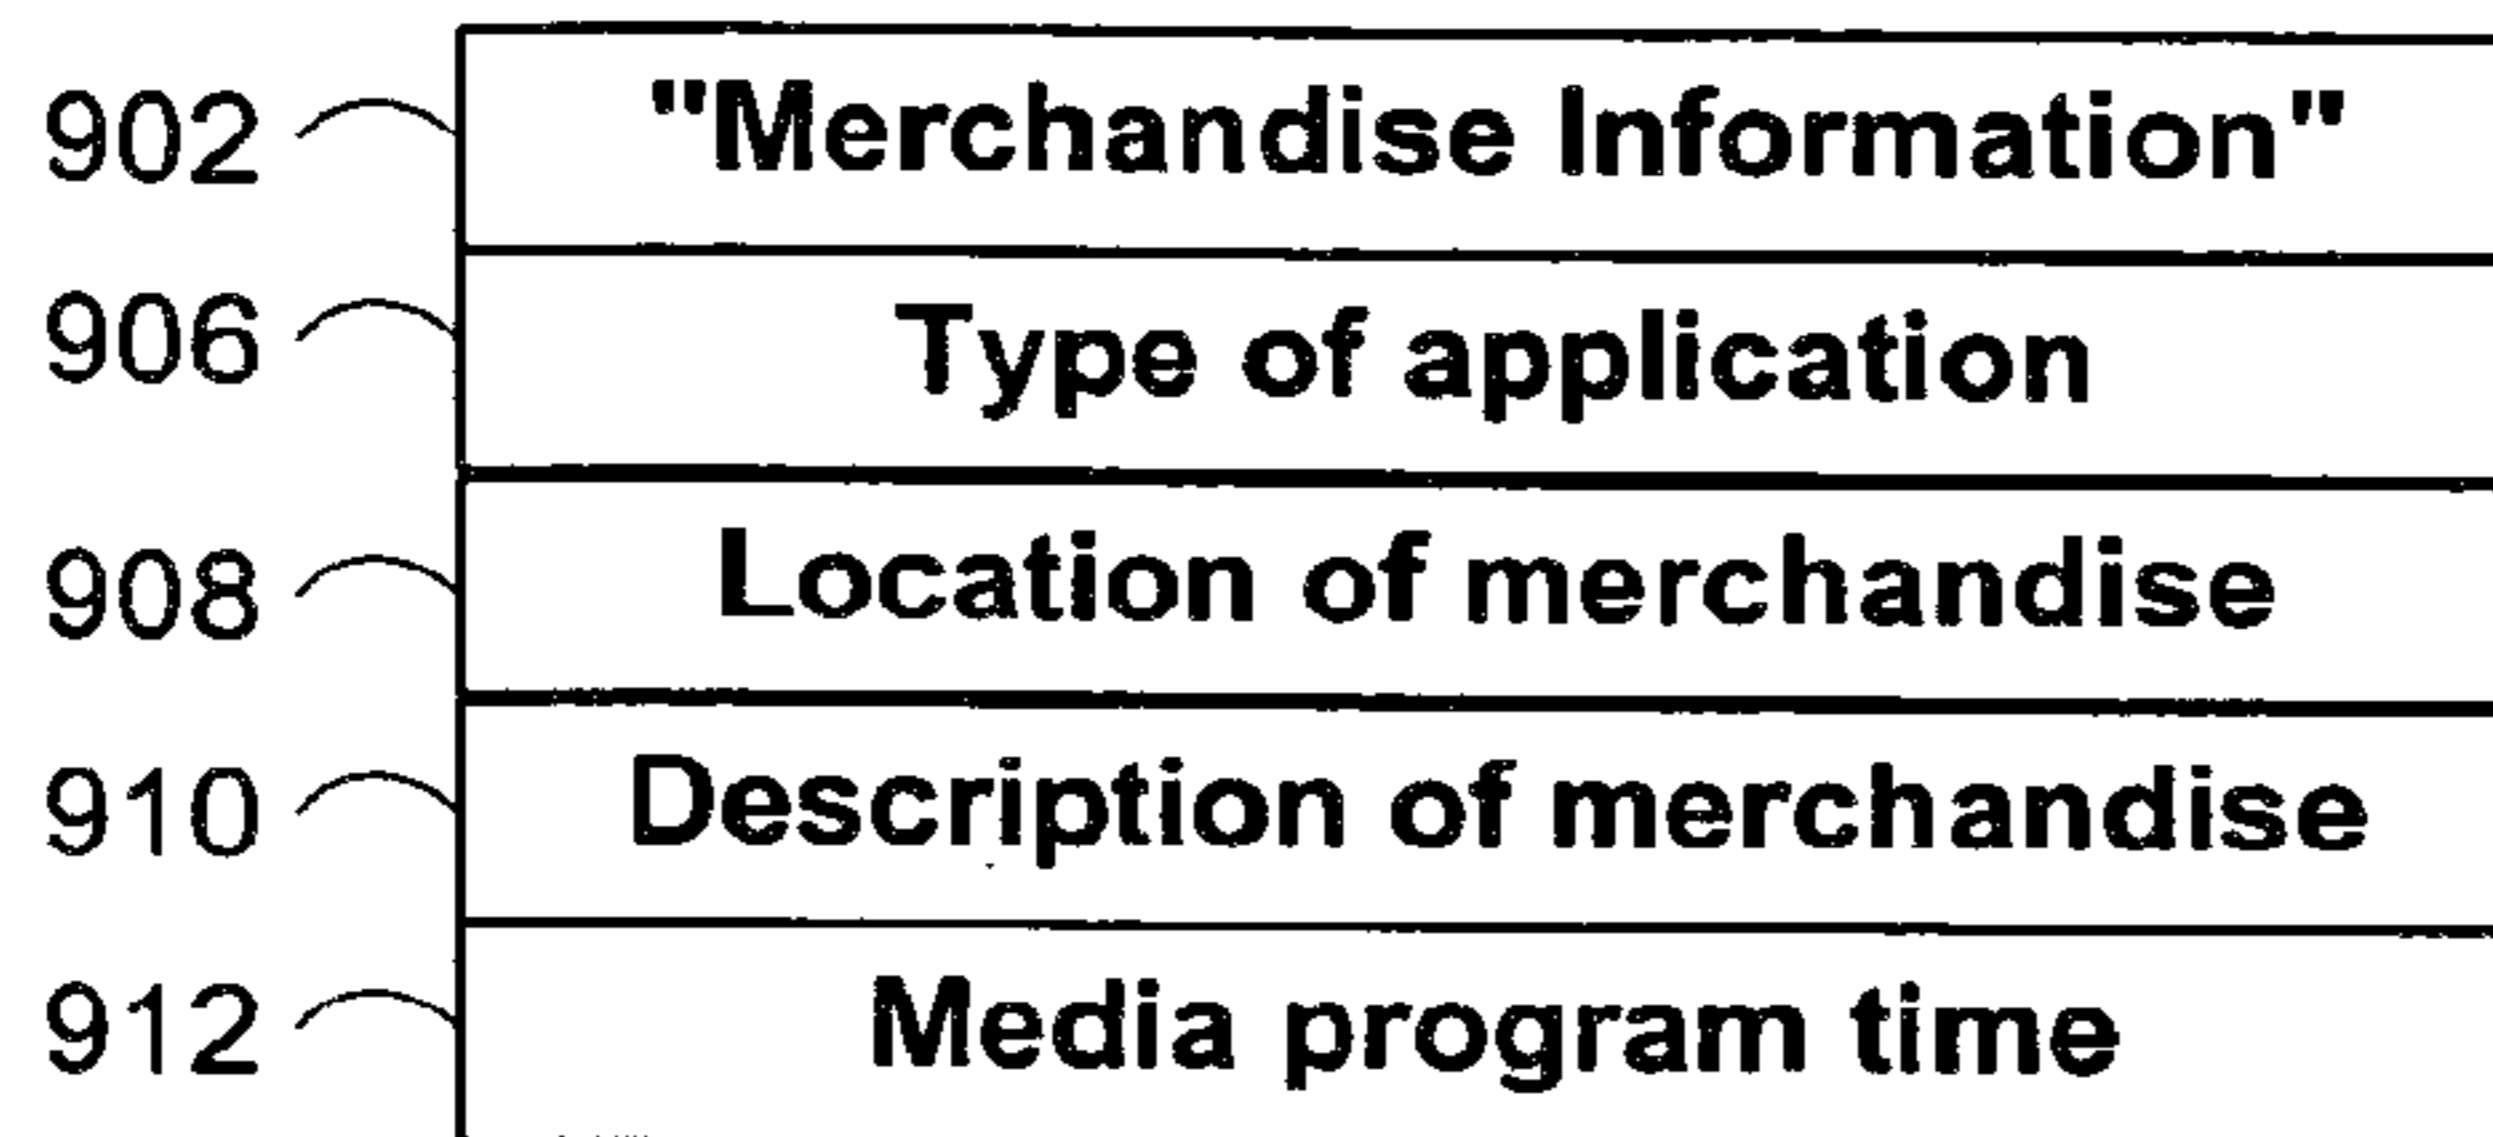 902 "Merchandise Information"
906 Type of application
908 Location of merchandise
910 Description of merchandise
912 Media program time